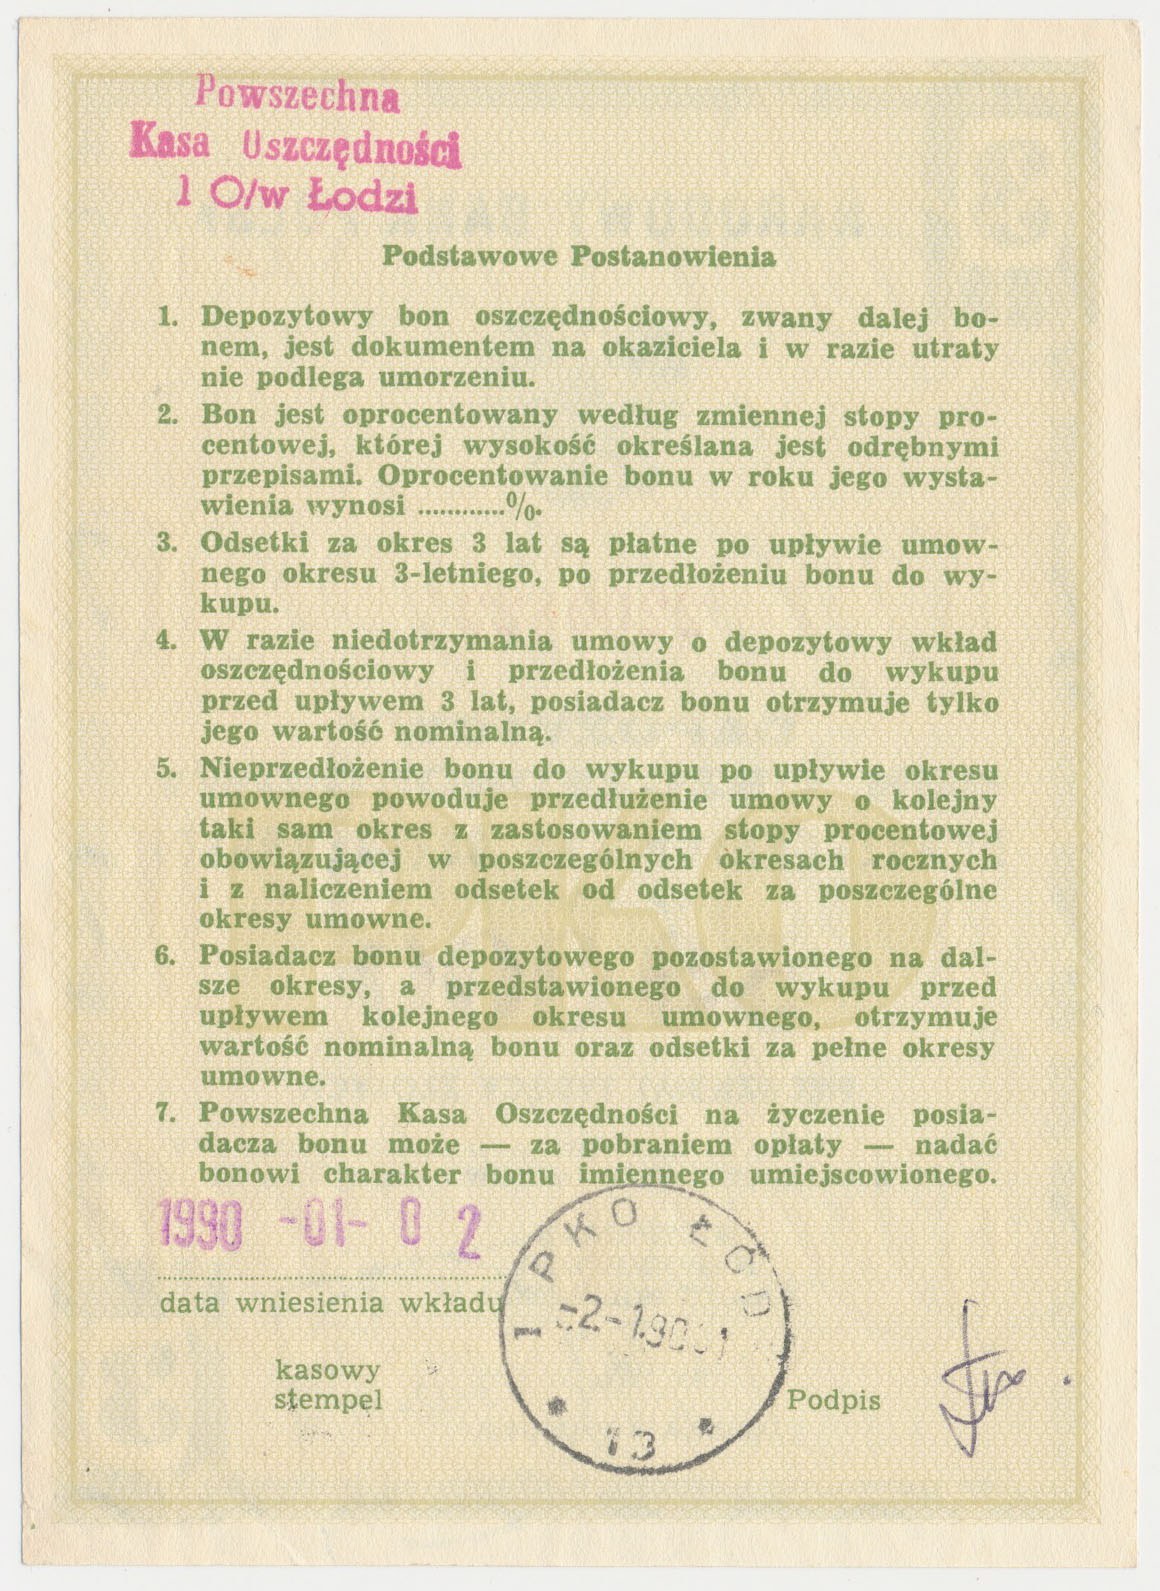 Powszechna
Kasa Uszczędności
1 O/w Łodzi
Podstawowe Postanowienia
1. Depozytowy bon oszczędnościowy, zwany dalej bo-
nem, jest dokumentem na okaziciela i w razie utraty
nie podlega umorzeniu.
2. Bon jest oprocentowany według zmiennej stopy pro-
centowej, której wysokość określana jest odrębnymi
przepisami. Oprocentowanie bonu w roku jego wysta-
wienia wynosi ............%.
3. Odsetki za okres 3 lat są płatne po upływie umow-
nego okresu 3-letniego, po przedłożeniu bonu do wy-
kupu.
4. W razie niedotrzymania umowy o depozytowy wkład
oszczędnościowy i przedłożenia bonu do wykupu
przed upływem 3 lat, posiadacz bonu otrzymuje tylko
jego wartość nominalną.
5. Nieprzedłożenie bonu do wykupu po upływie okresu
umownego powoduje przedłużenie umowy o kolejny
taki sam okres z zastosowaniem stopy procentowej
obowiązującej w poszczególnych okresach rocznych
i z naliczeniem odsetek od odsetek za poszczególne
okresy umowne.
6. Posiadacz bonu depozytowego pozostawionego na dal-
sze okresy, a przedstawionego do wykupu przed
upływem kolejnego okresu umownego, otrzymuje
wartość nominalną bonu oraz odsetki za pełne okresy
umowne.
7. Powszechna Kasa Oszczędności na życzenie posia-
dacza bonu może — za pobraniem opłaty — nadać
bonowi charakter bonu imiennego umiejscowionego.
PKO
1990 -01- 0 2
data wniesienia wkładu
1 PKO ŁÓD
13
kasowy
stempel
Podpis